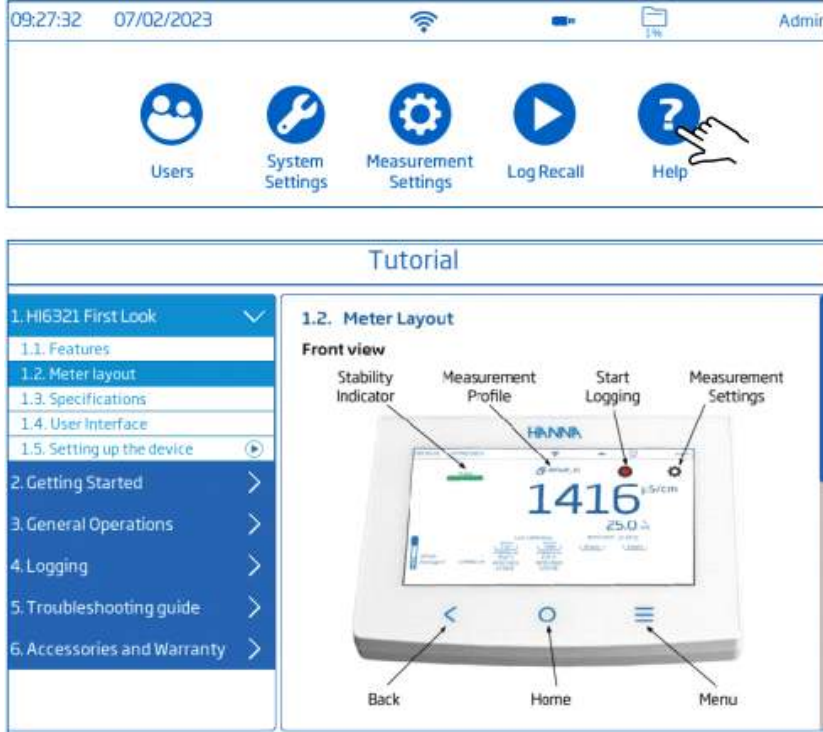 09:27:32 07/02/2023 1% Admin
Users
System Settings
Measurement Settings
Log Recall
Help
Tutorial
1. HI6321 First Look
1.1. Features
1.2. Meter layout
1.3. Specifications
1.4. User Interface
1.5. Setting up the device
2. Getting Started
3. General Operations
4. Logging
5. Troubleshooting guide
6. Accessories and Warranty
1.2. Meter Layout
Front view
Stability Indicator
Measurement Profile
Start Logging
Measurement Settings
HANNA
1416 µS/cm
25.0
Back
Home
Menu